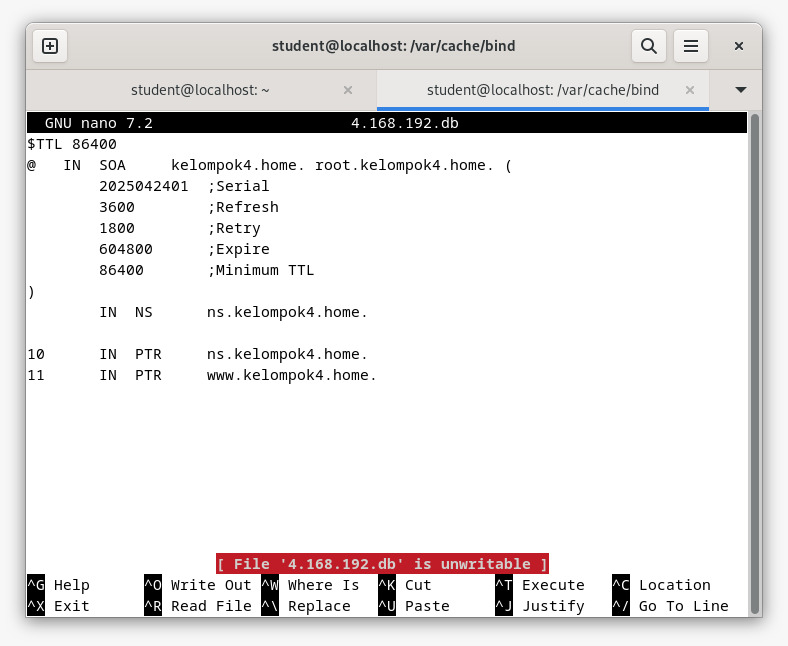 student@localhost: /var/cache/bind
student@localhost: ~ × student@localhost: /var/cache/bind ×
GNU nano 7.2 4.168.192.db
$TTL 86400
@ IN SOA kelompok4.home. root.kelompok4.home. (
2025042401 ;Serial
3600 ;Refresh
1800 ;Retry
604800 ;Expire
86400 ;Minimum TTL
)
IN NS ns.kelompok4.home.
10 IN PTR ns.kelompok4.home.
11 IN PTR www.kelompok4.home.
[ File '4.168.192.db' is unwritable ]
^G Help ^O Write Out ^W Where Is ^K Cut ^T Execute ^C Location
^X Exit ^R Read File ^\ Replace ^U Paste ^J Justify ^/ Go To Line